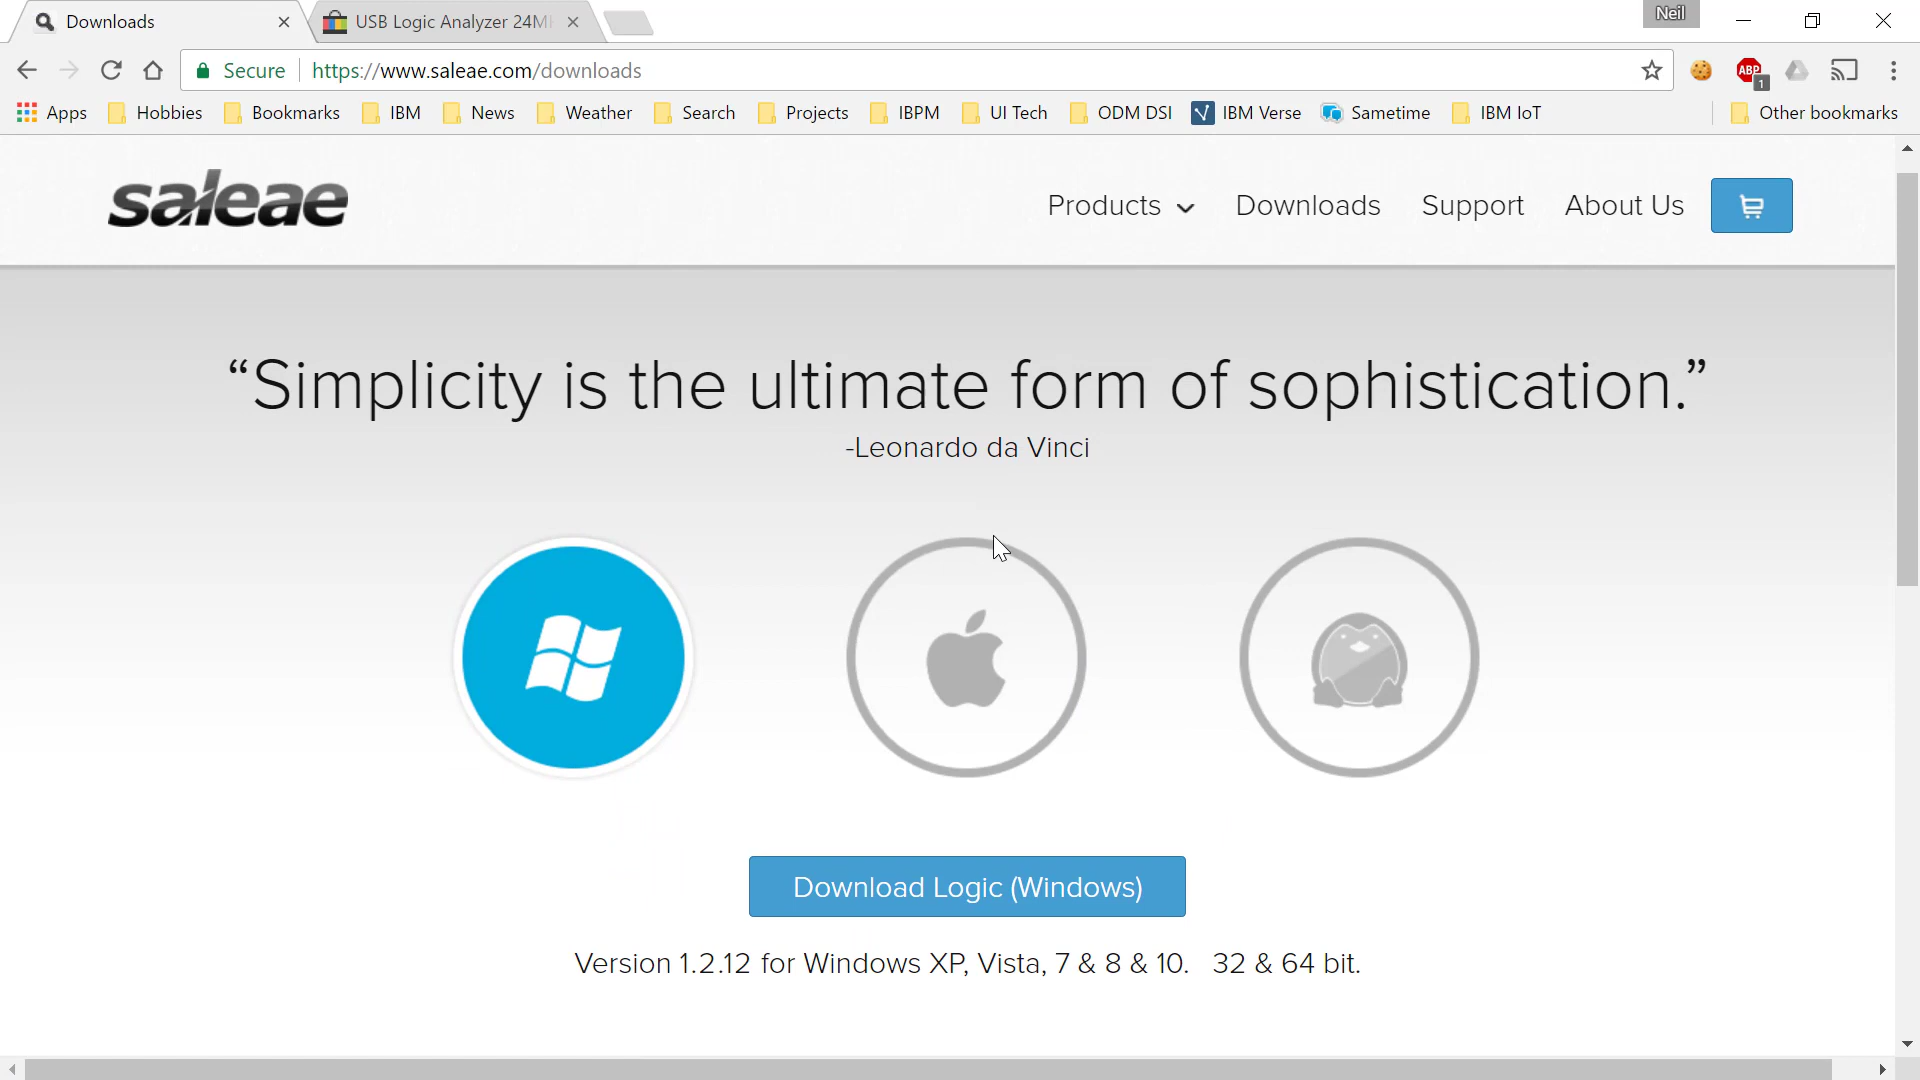 Downloads
USB Logic Analyzer 24M
Neil
Secure
https://www.saleae.com/downloads
ABP
1
Apps
Hobbies
Bookmarks
IBM
News
Weather
Search
Projects
IBPM
UI Tech
ODM DSI
IBM Verse
Sametime
IBM IoT
Other bookmarks
saleae
Products
Downloads
Support
About Us
“Simplicity is the ultimate form of sophistication.”
-Leonardo da Vinci
Download Logic (Windows)
Version 1.2.12 for Windows XP, Vista, 7 & 8 & 10. 32 & 64 bit.